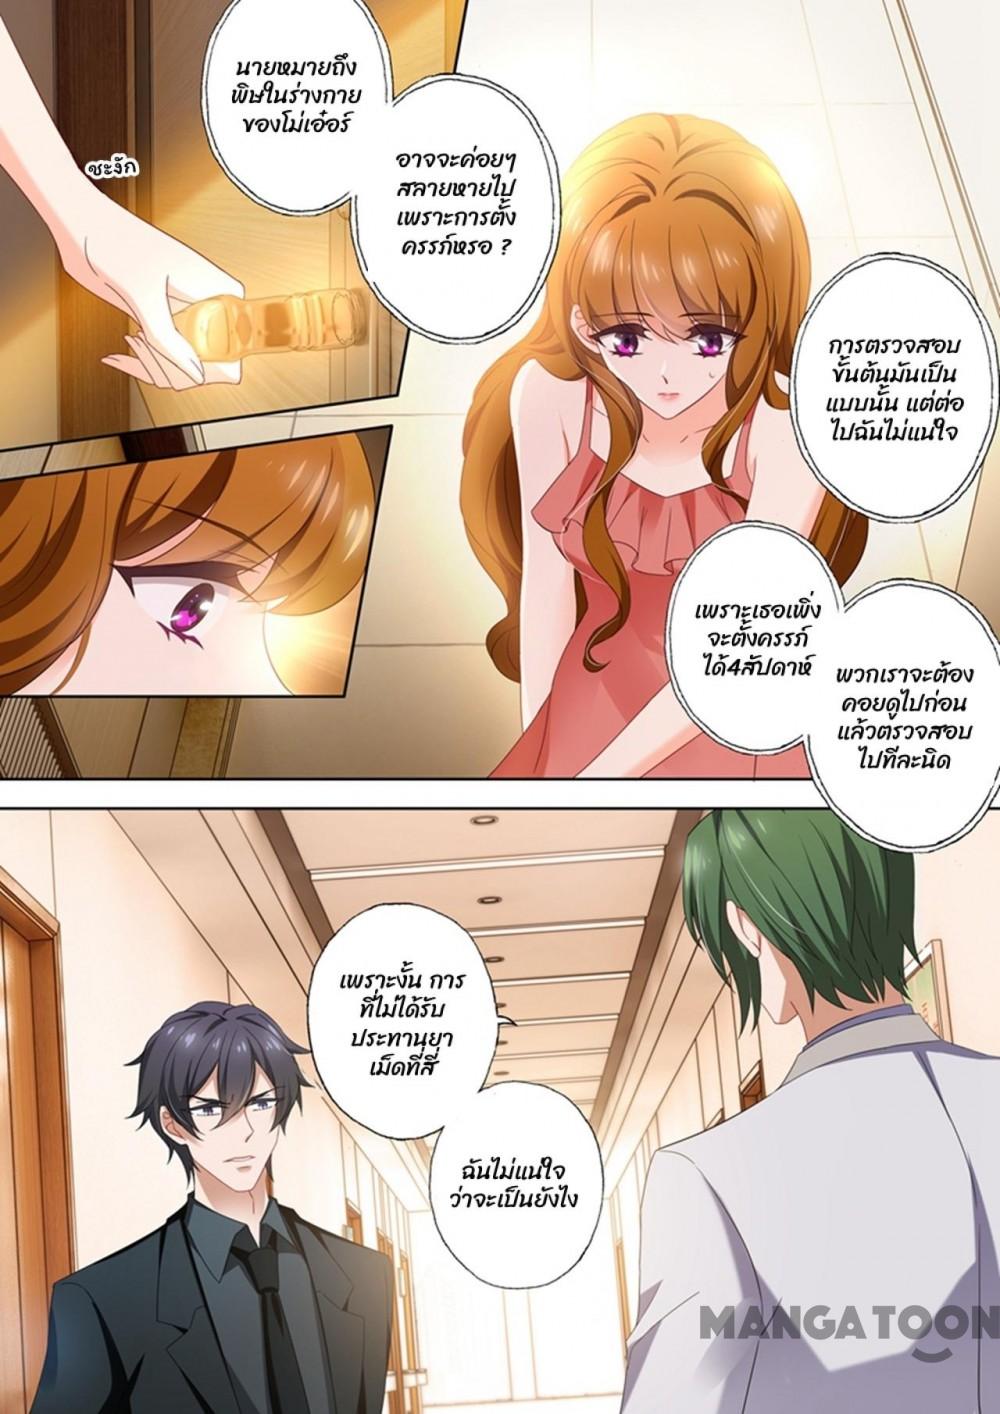 นายหมายถึง
พิษในร่างกาย
ของโม่เอ๋อร์
ชะงัก
อาจจะค่อยๆ
สลายหายไป
เพราะการตั้ง
ครรภ์หรอ ?
การตรวจสอบ
ขั้นต้นมันเป็น
แบบนั้น แต่ต่อ
ไปฉันไม่แน่ใจ
เพราะเธอเพิ่ง
จะตั้งครรภ์
ได้4สัปดาห์
พวกเราจะต้อง
คอยดูไปก่อน
แล้วตรวจสอบ
ไปทีละนิด
เพราะงั้น การ
ที่ไม่ได้รับ
ประทานยา
เม็ดที่สี่
ฉันไม่แน่ใจ
ว่าจะเป็นยังไง
MANGATOON